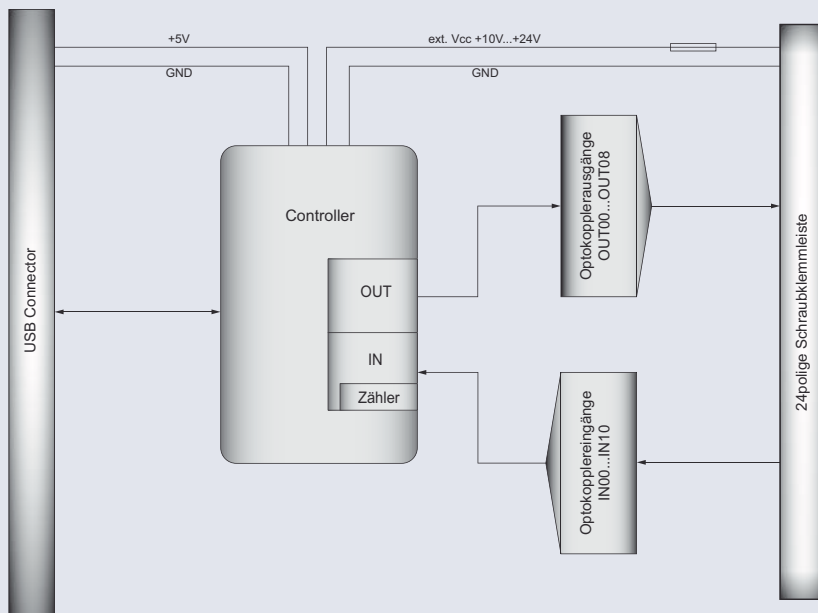 +5V
ext. Vcc +10V...+24V
GND
GND
Controller
OUT
IN
Zähler
USB Connector
Optokopplerausgänge
OUT00...OUT08
Optokopplereingänge
IN00...IN10
24polige Schraubklemmleiste